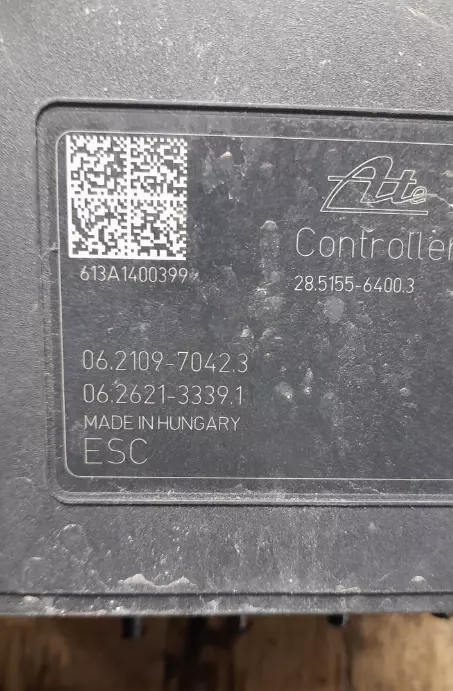 Ate
Controller
613A1400399
28.5155-6400.3
06.2109-7042.3
06.2621-3339.1
MADE IN HUNGARY
ESC